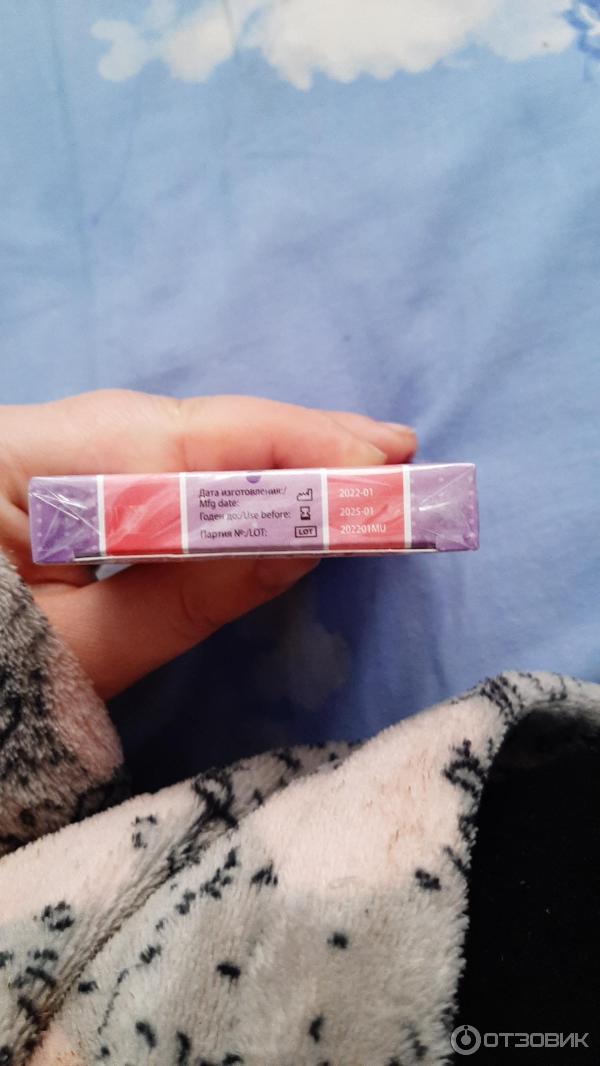 Дата изготовления:/ 2022-01
Mfg date:
Годен до:/Use before: 2025-01
Партия №:/LOT: LOT 202201MU
ОТЗОВИК